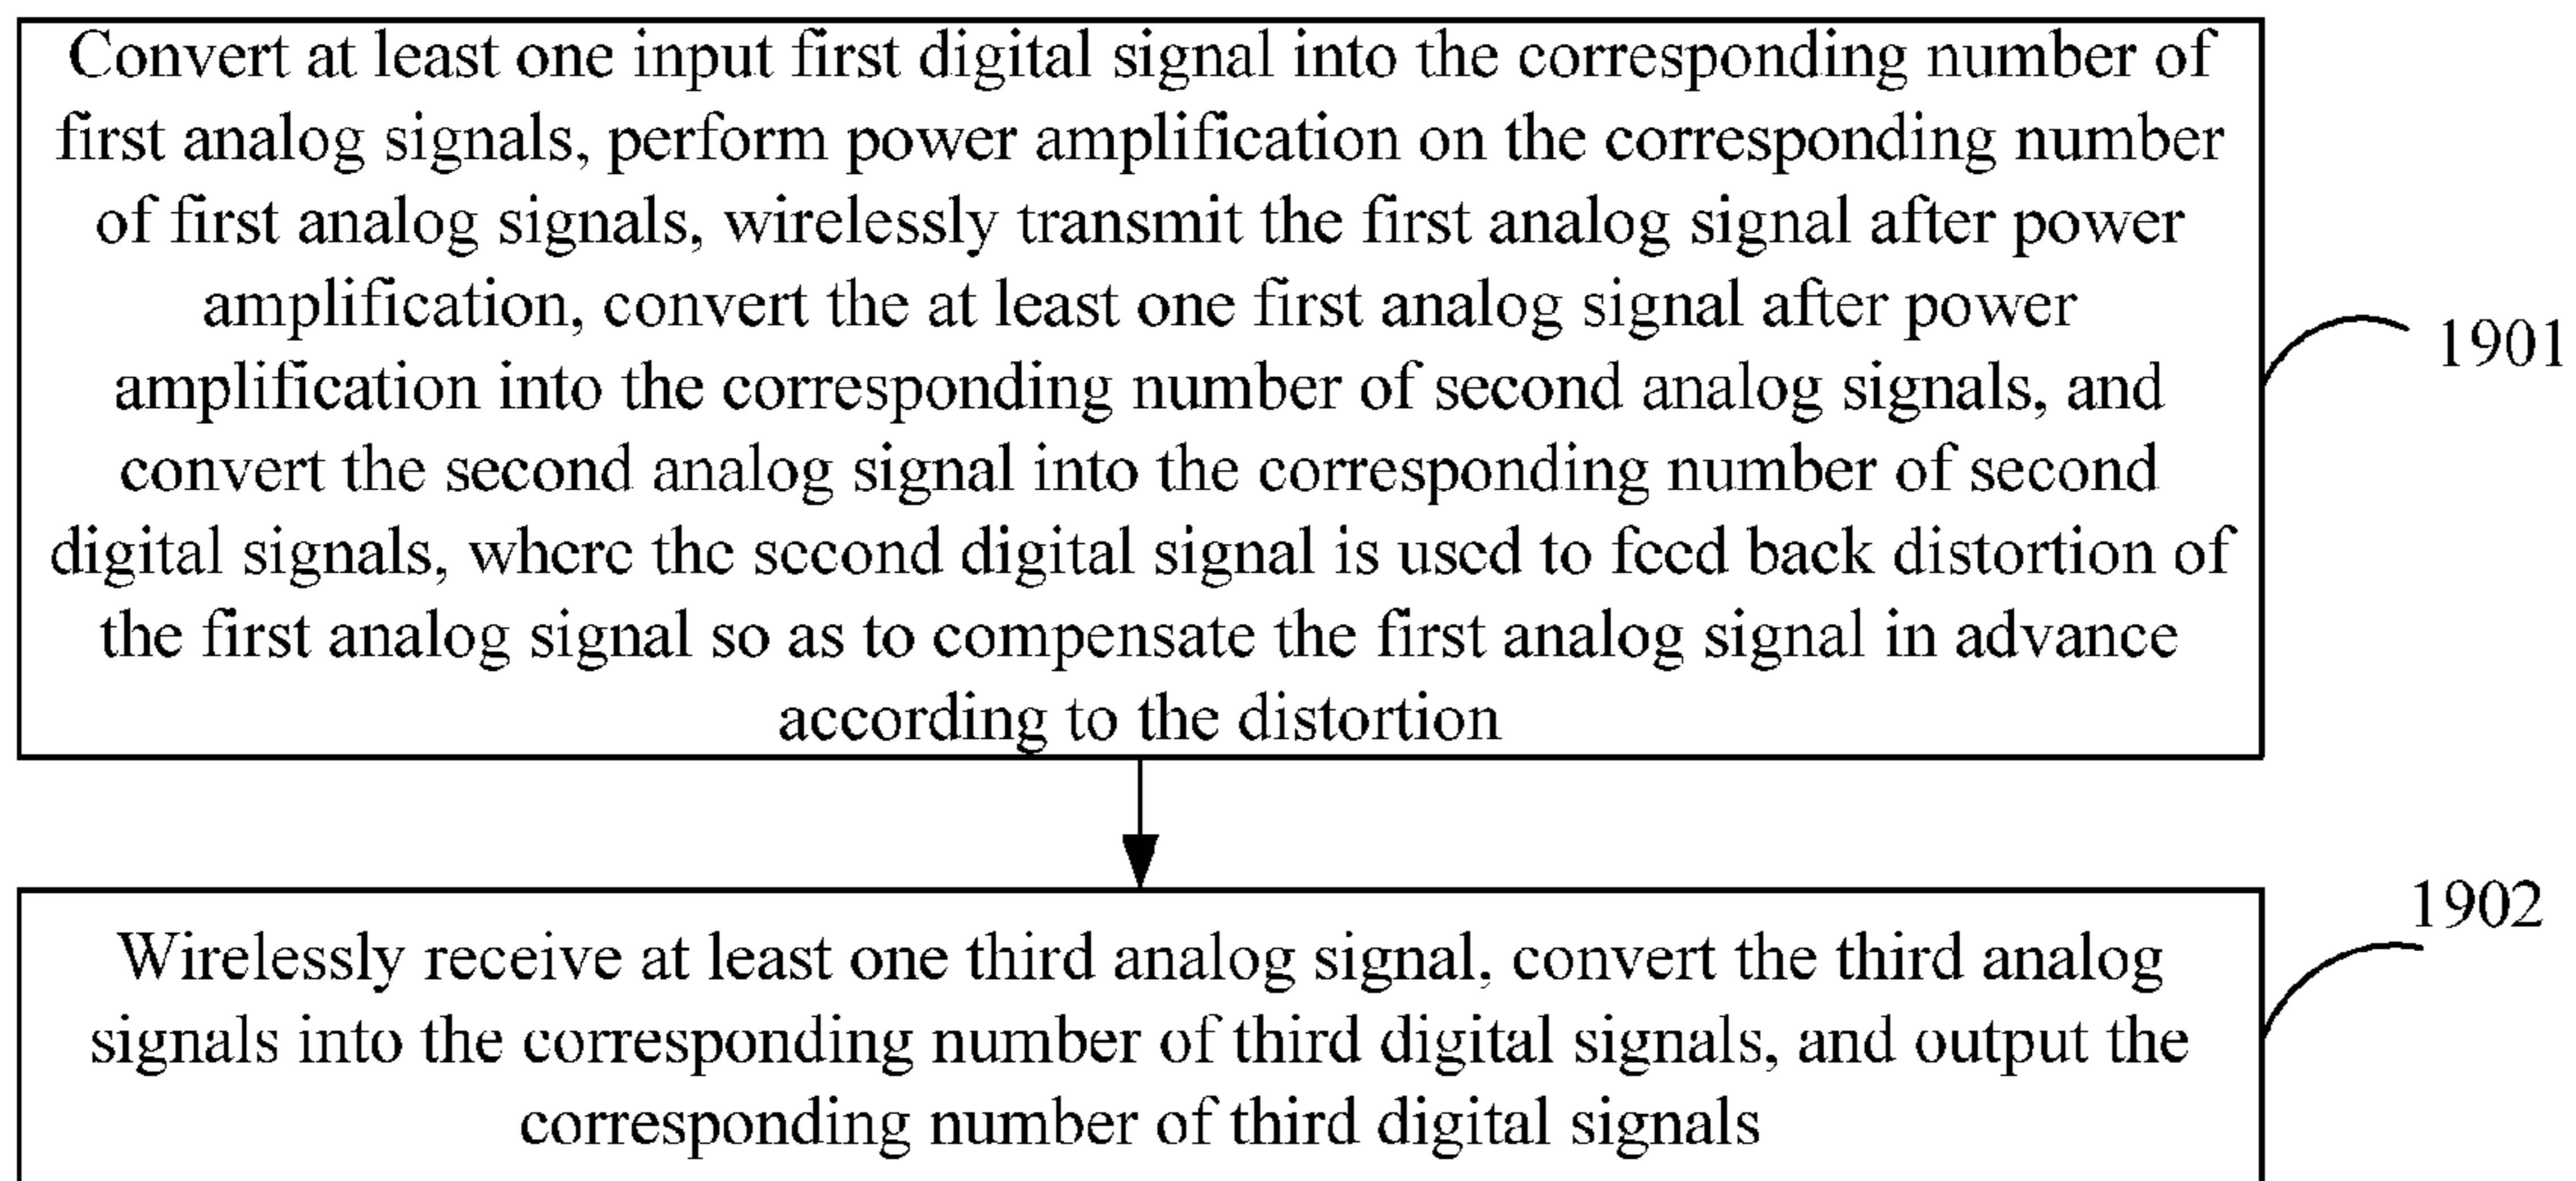 Convert at least one input first digital signal into the corresponding number of
first analog signals, perform power amplification on the corresponding number
of first analog signals, wirelessly transmit the first analog signal after power
amplification, convert the at least one first analog signal after power
amplification into the corresponding number of second analog signals, and
convert the second analog signal into the corresponding number of second
digital signals, where the second digital signal is used to feed back distortion of
the first analog signal so as to compensate the first analog signal in advance
according to the distortion
1901
1902
Wirelessly receive at least one third analog signal, convert the third analog
signals into the corresponding number of third digital signals, and output the
corresponding number of third digital signals